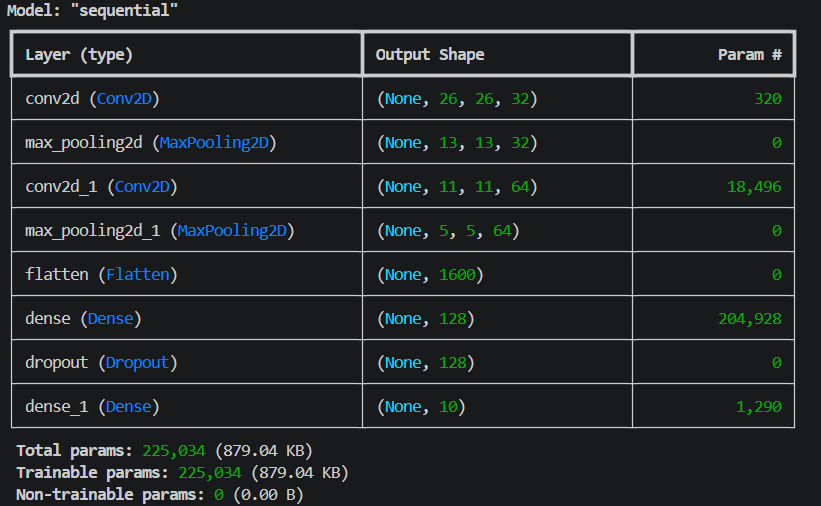 Model: "sequential"
Layer (type) Output Shape Param #
conv2d (Conv2D) (None, 26, 26, 32) 320
max_pooling2d (MaxPooling2D) (None, 13, 13, 32) 0
conv2d_1 (Conv2D) (None, 11, 11, 64) 18,496
max_pooling2d_1 (MaxPooling2D) (None, 5, 5, 64) 0
flatten (Flatten) (None, 1600) 0
dense (Dense) (None, 128) 204,928
dropout (Dropout) (None, 128) 0
dense_1 (Dense) (None, 10) 1,290
Total params: 225,034 (879.04 KB)
Trainable params: 225,034 (879.04 KB)
Non-trainable params: 0 (0.00 B)